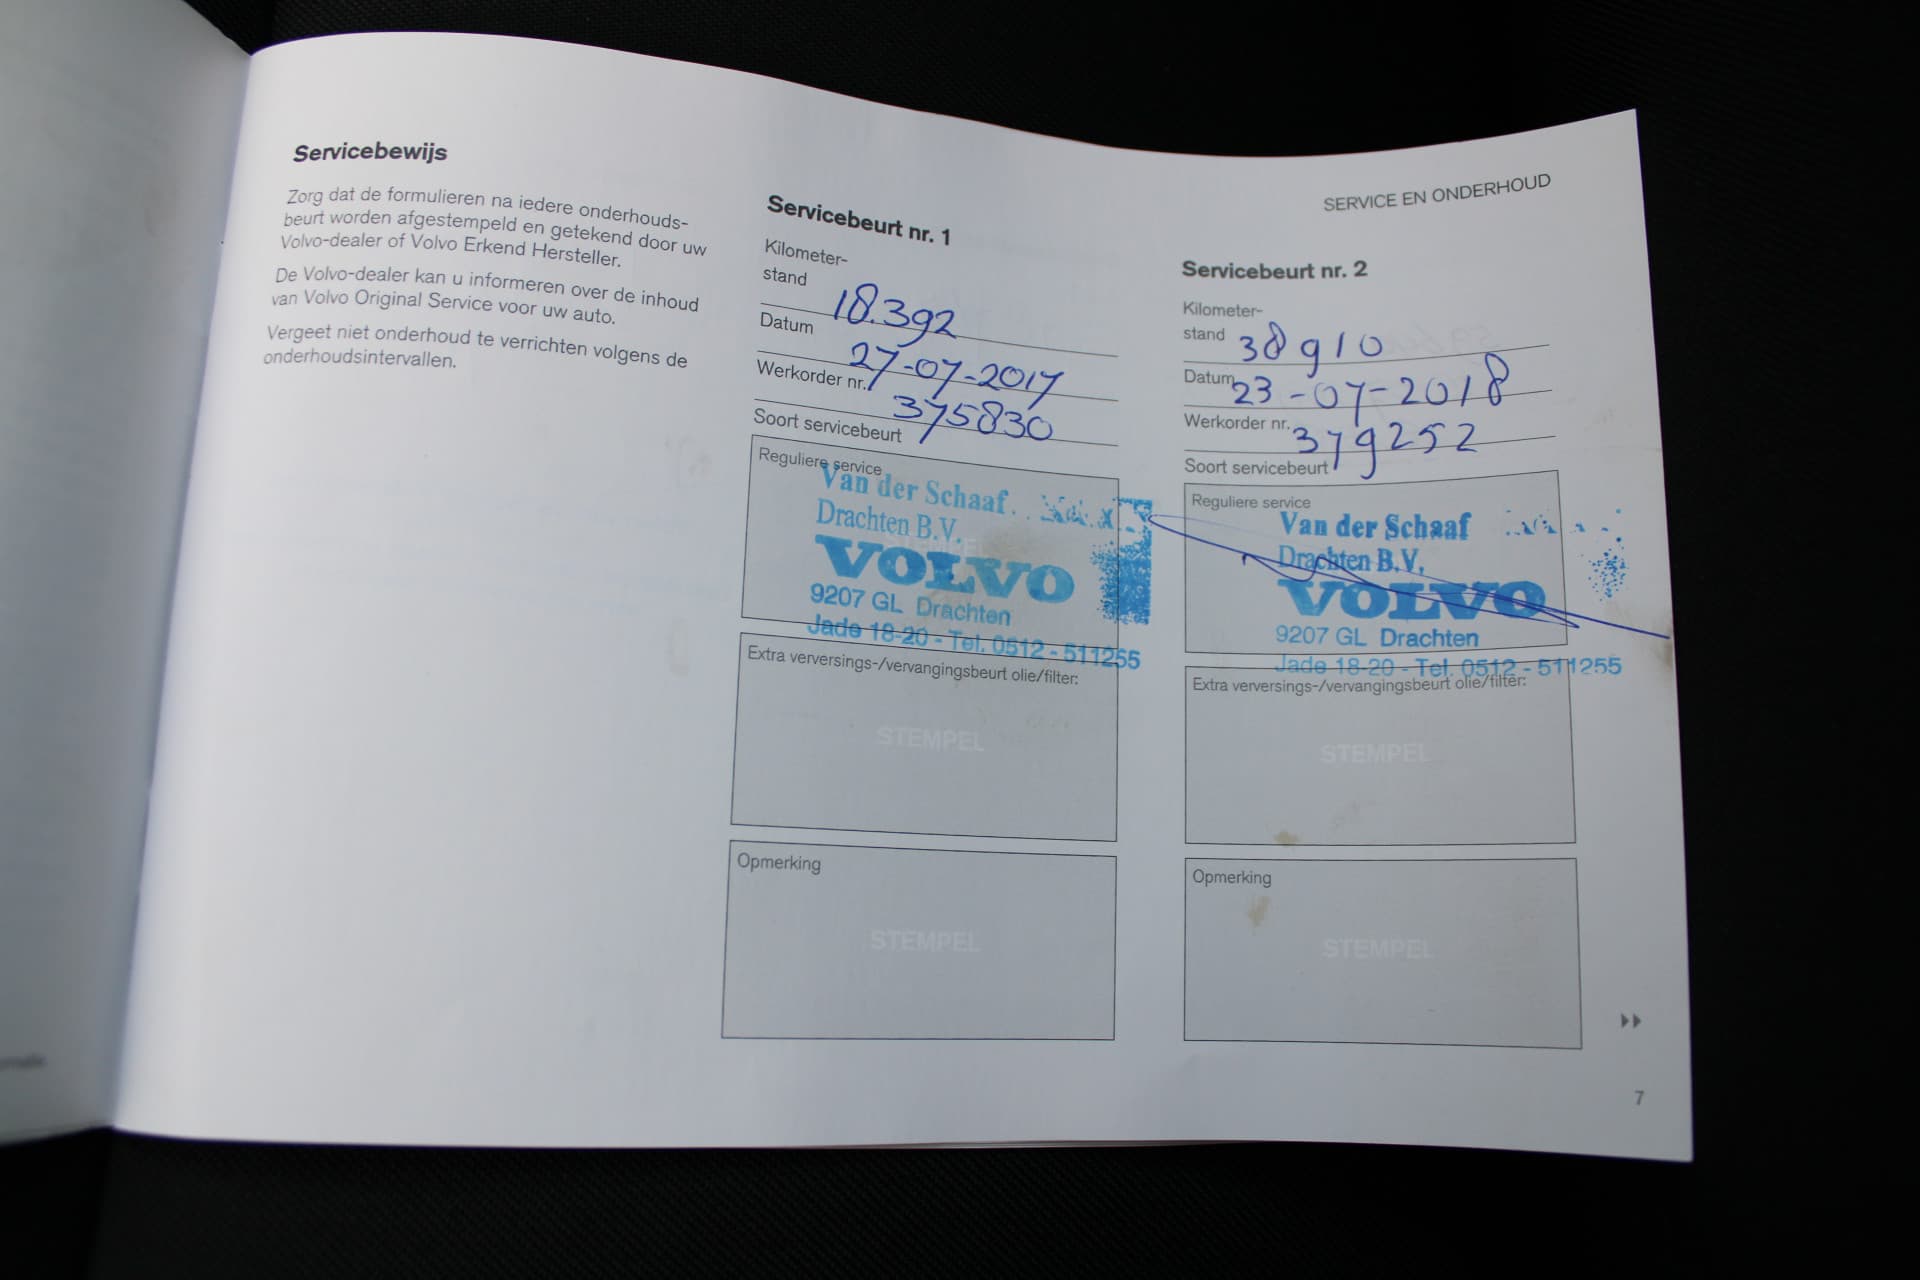 Servicebewijs
Zorg dat de formulieren na iedere onderhouds-
beurt worden afgestempeld en getekend door uw
Volvo-dealer of Volvo Erkend Hersteller.
De Volvo-dealer kan u informeren over de inhoud
van Volvo Original Service voor uw auto.
Vergeet niet onderhoud te verrichten volgens de
onderhoudsintervallen.
Servicebeurt nr. 1
Kilometer-
stand 18.392
Datum 27-07-2017
Werkorder nr. 375830
Soort servicebeurt
Reguliere service
Van der Schaaf
Drachten B.V.
VOLVO
9207 GL Drachten
Jade 18-20 - Tel. 0512 - 511255
Extra verversings-/vervangingsbeurt olie/filter:
STEMPEL
Opmerking
STEMPEL
SERVICE EN ONDERHOUD
Servicebeurt nr. 2
Kilometer-
stand 38910
Datum 23-07-2018
Werkorder nr. 379252
Soort servicebeurt
Reguliere service
Van der Schaaf
Drachten B.V.
VOLVO
9207 GL Drachten
Jade 18-20 - Tel. 0512 - 511255
Extra verversings-/vervangingsbeurt olie/filter:
STEMPEL
Opmerking
STEMPEL
7